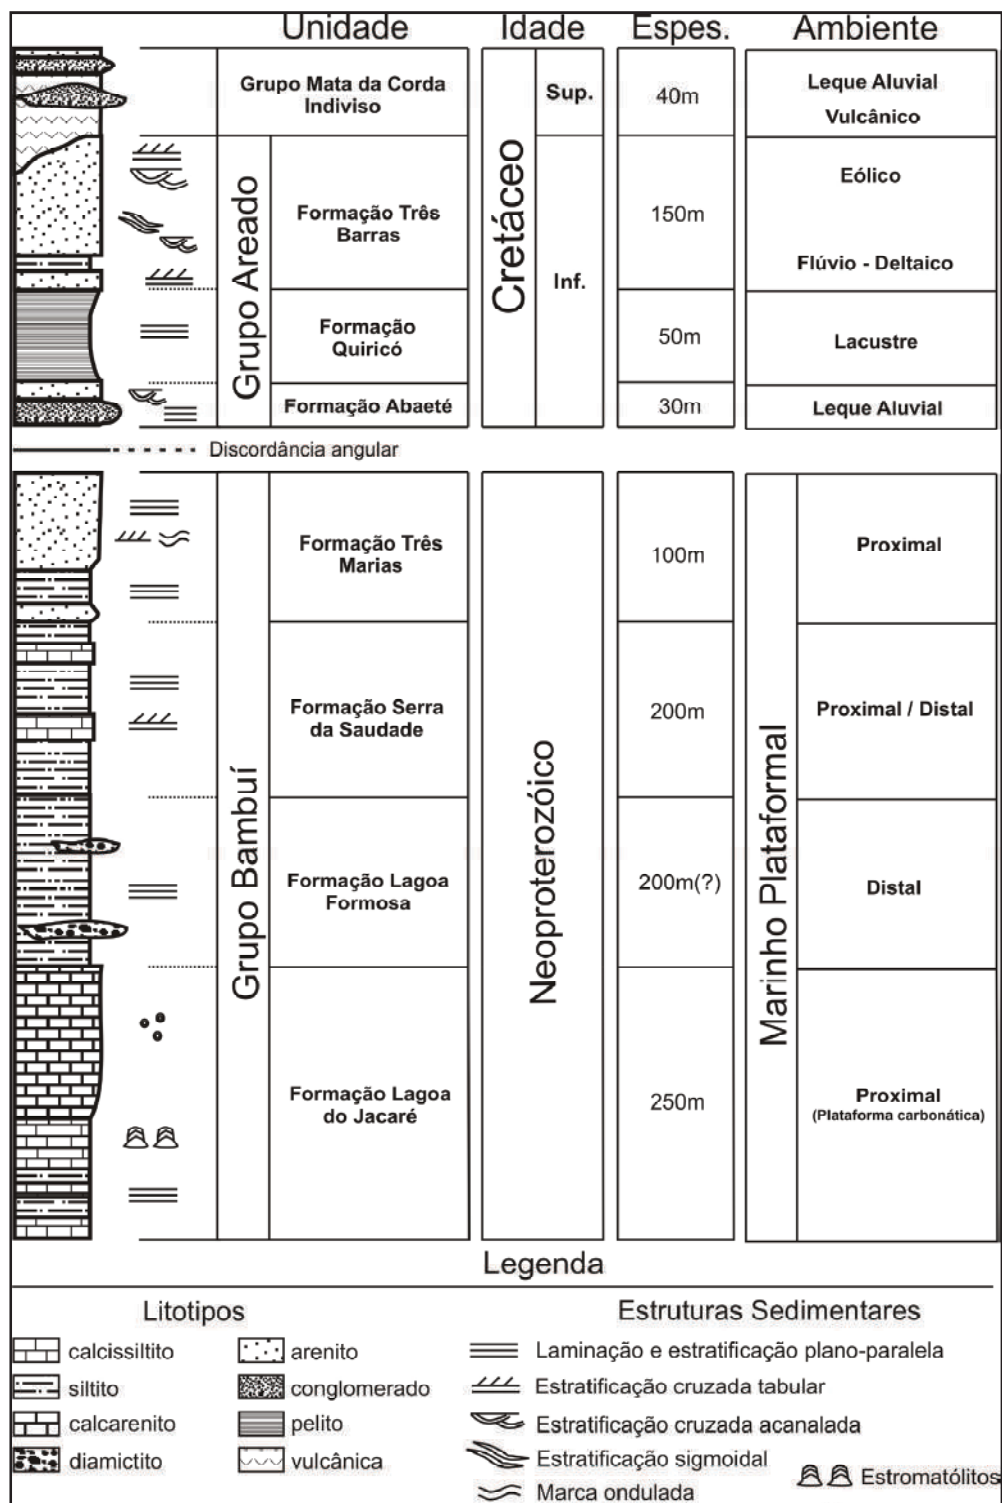 Unidade Idade Espes. Ambiente
Grupo Mata da Corda
Indiviso
Sup.
40m
Leque Aluvial
Vulcânico
Cretáceo
Grupo Areado
Formação Três
Barras
Inf.
150m
Eólico
Flúvio - Deltaico
Formação
Quiricó
50m
Lacustre
Formação Abaeté
30m
Leque Aluvial
Discordância angular
Grupo Bambuí
Neoproterozóico
Marinho Plataformal
Formação Três
Marias
100m
Proximal
Formação Serra
da Saudade
200m
Proximal / Distal
Formação Lagoa
Formosa
200m(?)
Distal
Formação Lagoa
do Jacaré
250m
Proximal
(Plataforma carbonática)
Legenda
Litotipos
calcissiltito
siltito
calcarenito
diamictito
arenito
conglomerado
pelito
vulcânica
Estruturas Sedimentares
Laminação e estratificação plano-paralela
Estratificação cruzada tabular
Estratificação cruzada acanalada
Estratificação sigmoidal
Marca ondulada
Estromatólitos